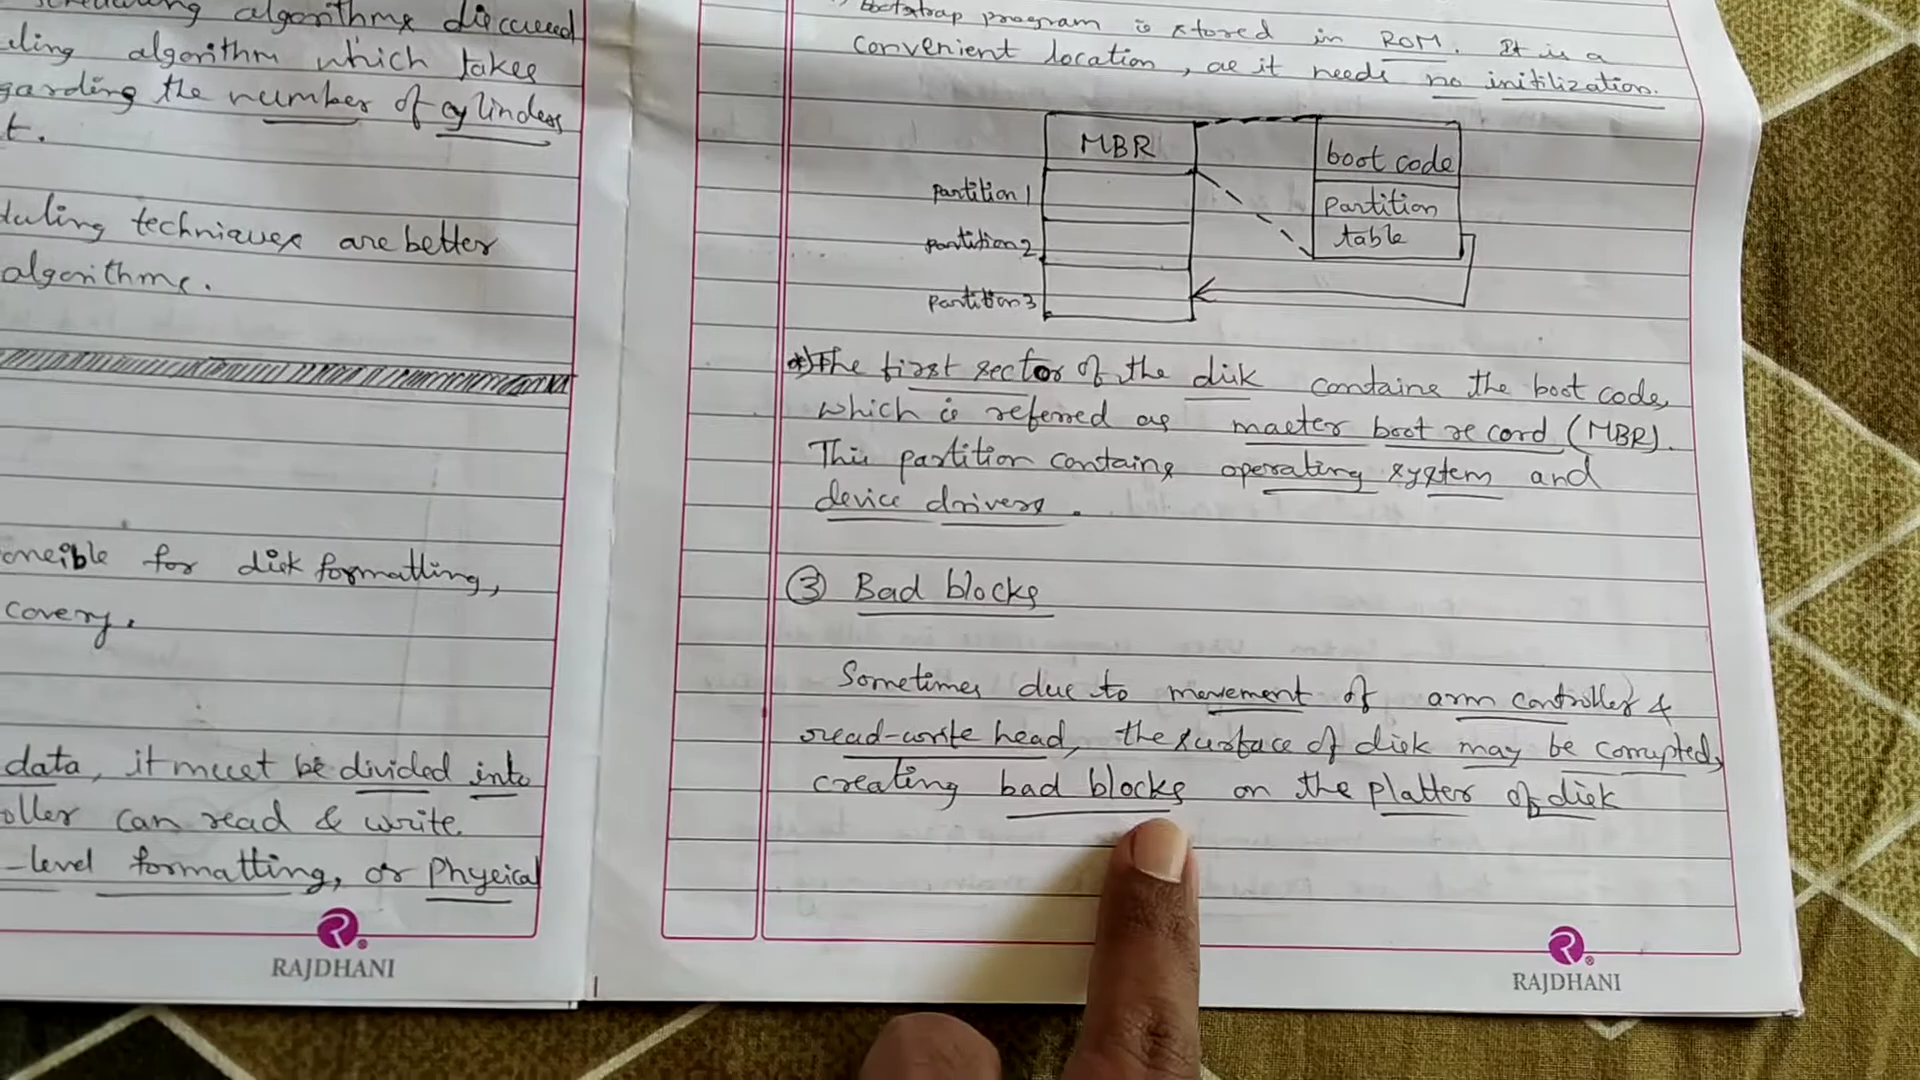 scheduling algorithms discussed
algorithm which takes
garding the number of cylinders
t.
techniques are better
algorithms.
for disk formatting,
covery.
data, it must be divided into
oller can read & write.
-level formatting, or Physical
RAJDHANI
bootstrap program is stored in ROM. It is a
convenient location, as it needs no initilization.
MBR
boot code
partition 1
partition
table
partition 2
partition 3
*) The first sector of the disk contains the boot code,
which is referred as master boot record (MBR).
This partition contains operating system and
device drivers.
③ Bad blocks
Sometimes due to movement of arm controller &
read-write head, the surface of disk may be corrupted,
creating bad blocks on the platter of disk
RAJDHANI